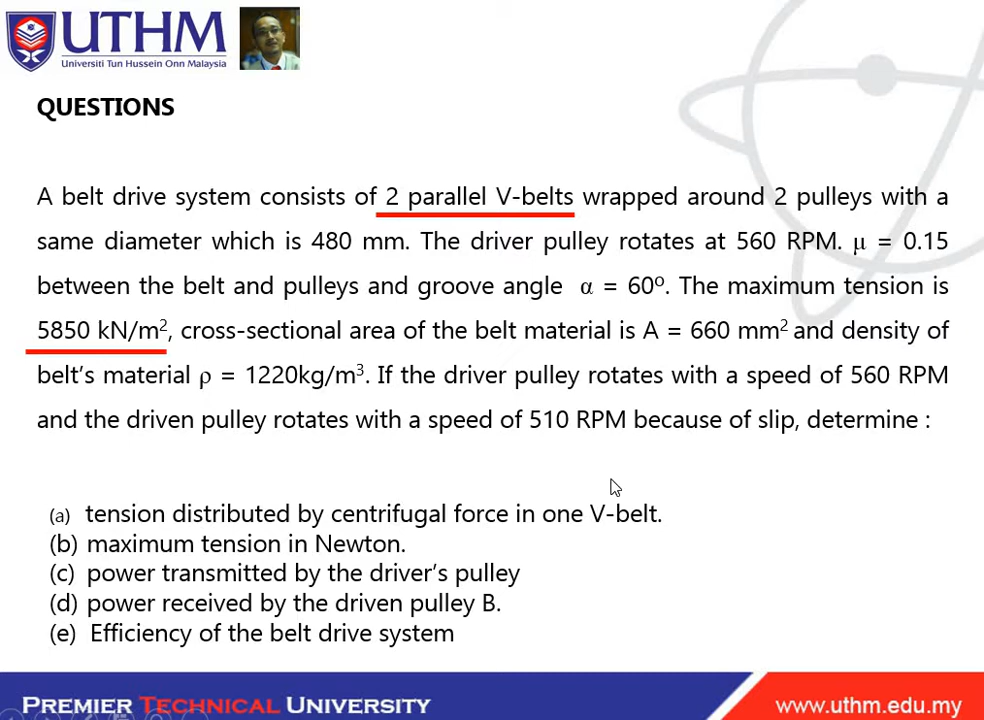 UTHM
Universiti Tun Hussein Onn Malaysia
QUESTIONS
A belt drive system consists of 2 parallel V-belts wrapped around 2 pulleys with a
same diameter which is 480 mm. The driver pulley rotates at 560 RPM. μ = 0.15
between the belt and pulleys and groove angle α = 60º. The maximum tension is
5850 kN/m², cross-sectional area of the belt material is A = 660 mm² and density of
belt’s material ρ = 1220kg/m³. If the driver pulley rotates with a speed of 560 RPM
and the driven pulley rotates with a speed of 510 RPM because of slip, determine :
(a) tension distributed by centrifugal force in one V-belt.
(b) maximum tension in Newton.
(c) power transmitted by the driver’s pulley
(d) power received by the driven pulley B.
(e) Efficiency of the belt drive system
PREMIER TECHNICAL UNIVERSITY
www.uthm.edu.my